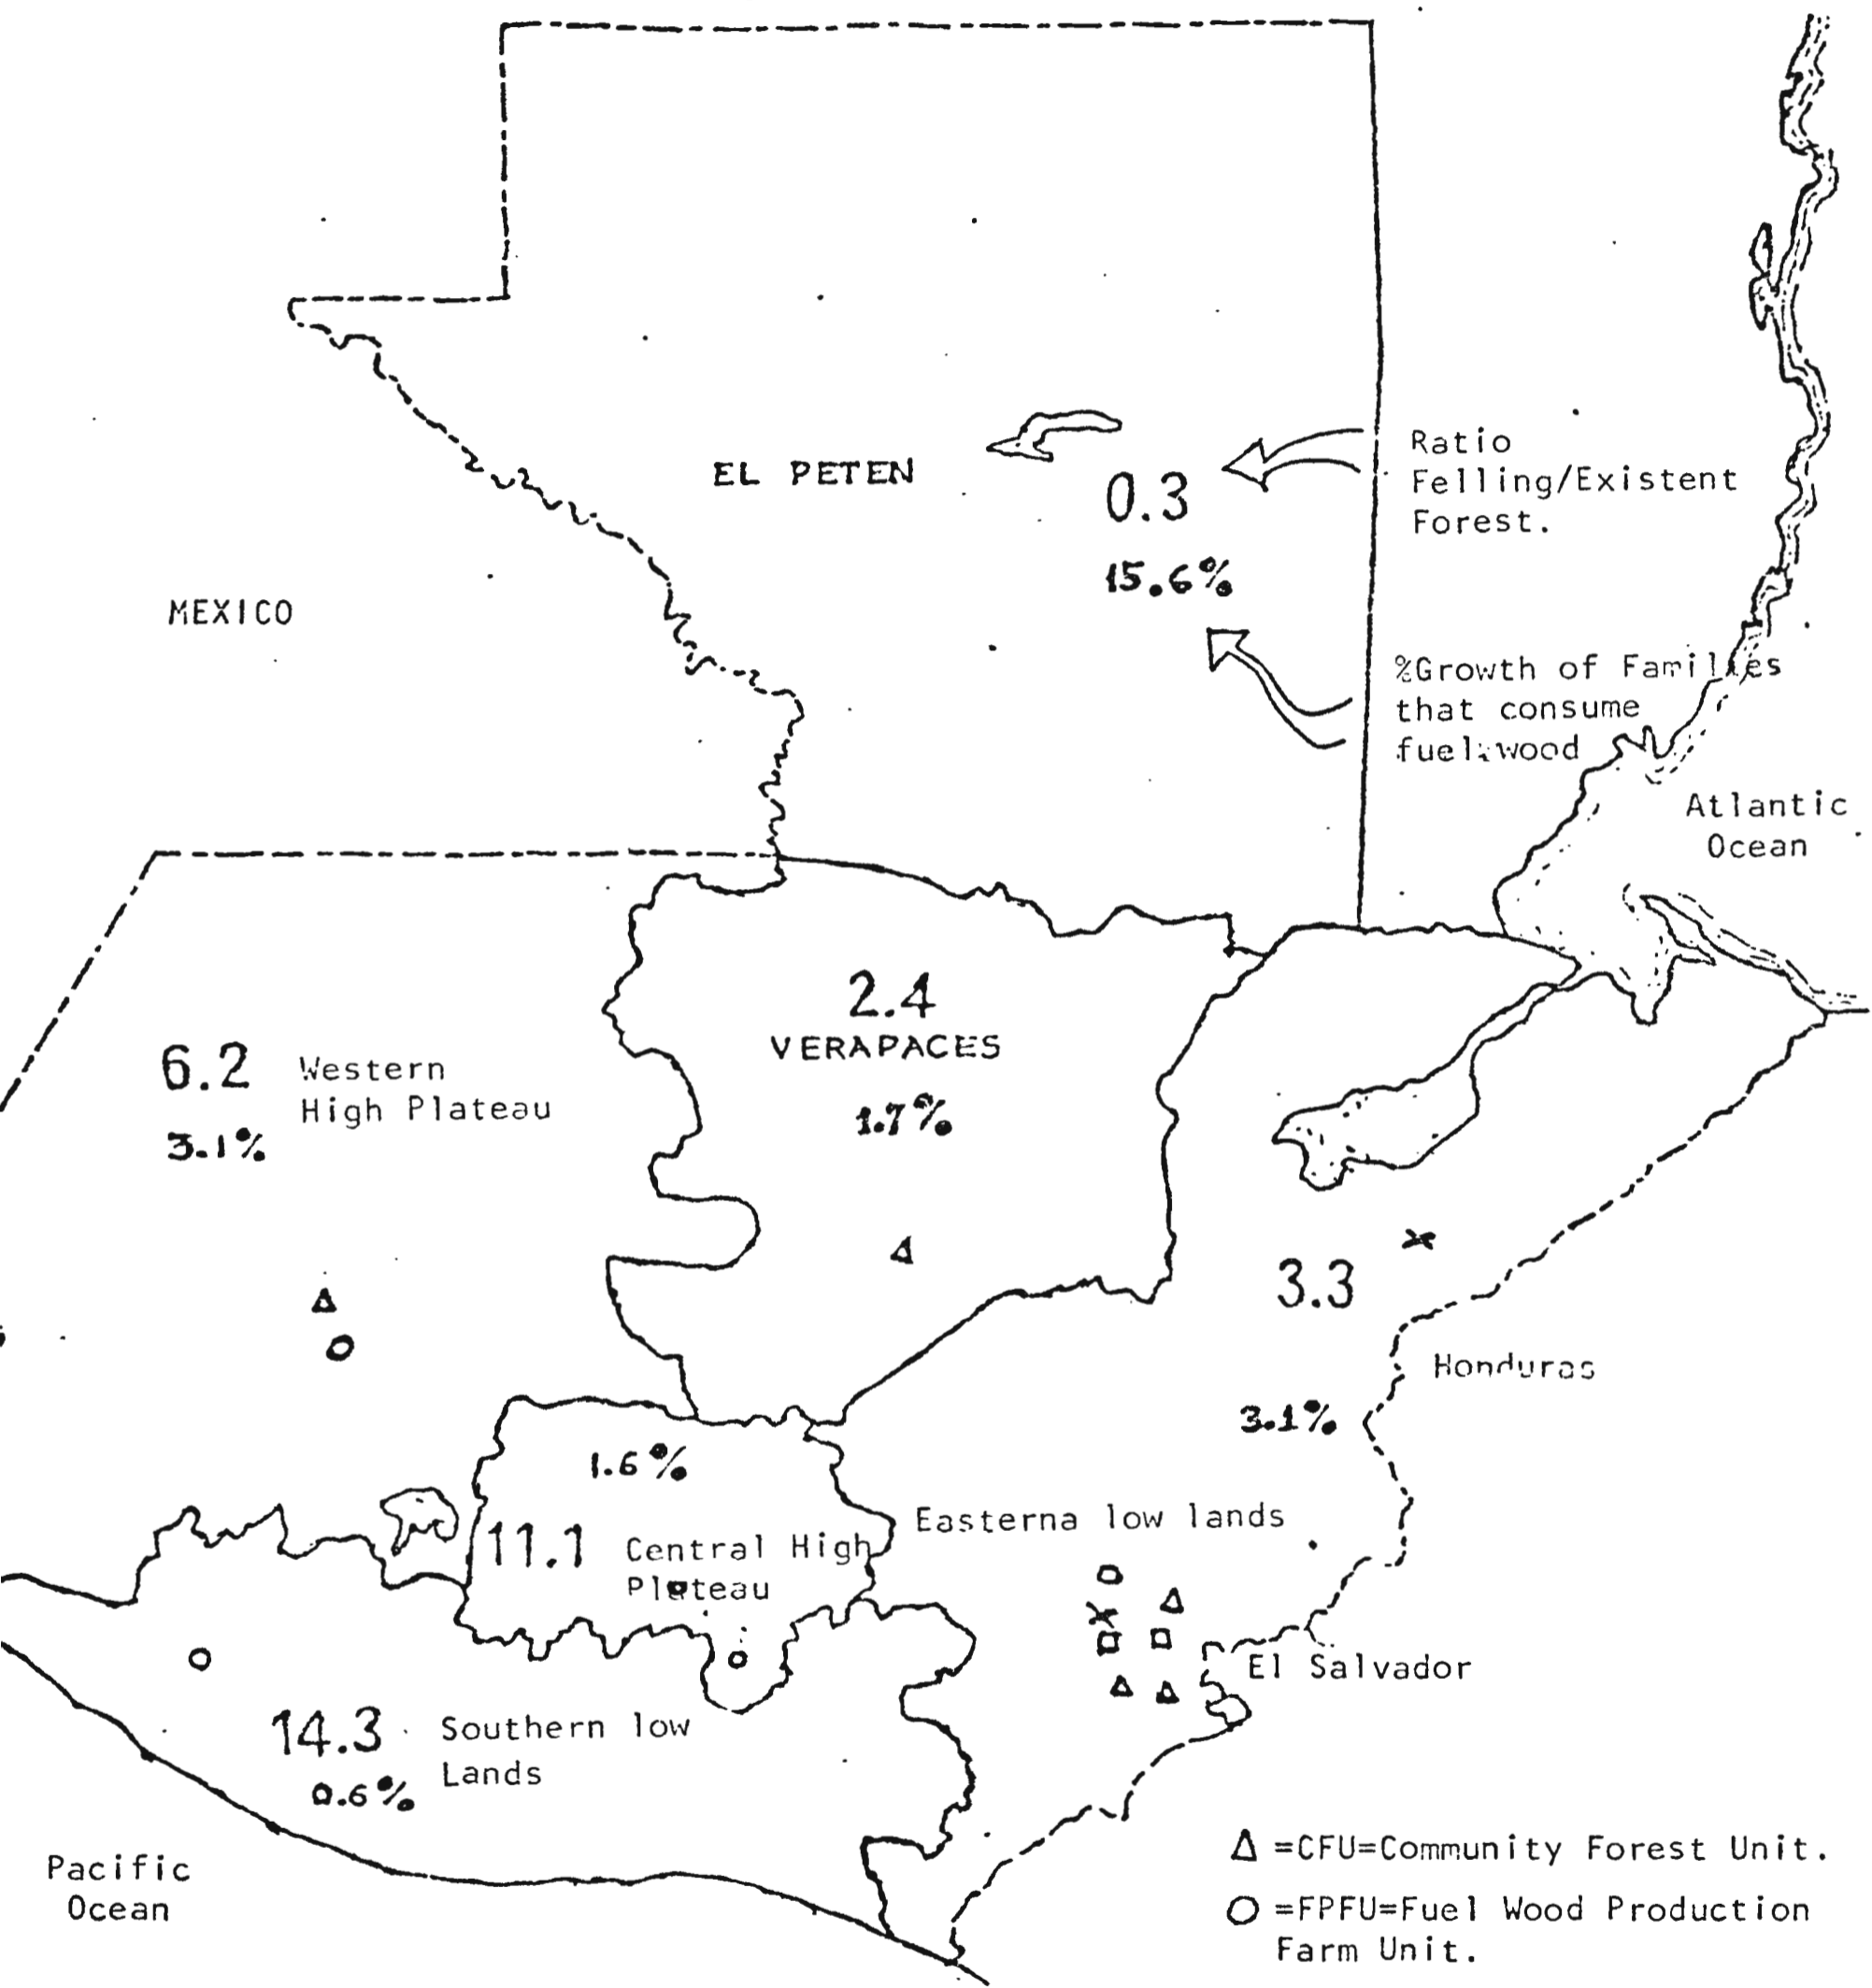 EL PETEN
0.3
15.6%
Ratio
Felling/Existent
Forest.
MEXICO
%Growth of Families
that consume
fuel wood
Atlantic
Ocean
2.4
VERAPACES
1.7%
6.2
Western
High Plateau
3.1%
3.3
Honduras
3.1%
1.6%
11.1
Central High
Plateau
Easterna low lands
El Salvador
14.3
Southern low
Lands
0.6%
Pacific
Ocean
Δ =CFU=Community Forest Unit.
O =FPFU=Fuel Wood Production
Farm Unit.